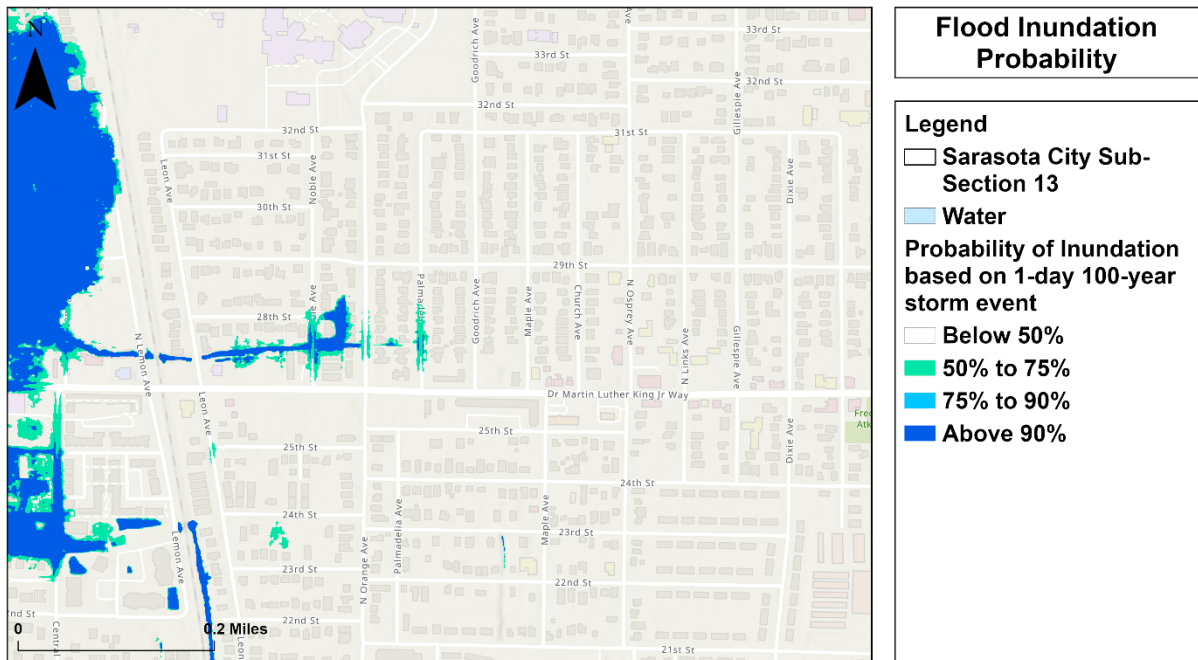 N
33rd St
33rd St
32nd St
32nd St
31st St
32nd St
31st St
30th St
29th St
28th St
Leon Ave
Noble Ave
Goodrich Ave
Gillespie Ave
Dixie Ave
Goodrich Ave
Maple Ave
Church Ave
N Osprey Ave
N Links Ave
Gillespie Ave
N Lemon Ave
Leon Ave
Dr Martin Luther King Jr Way
25th St
25th St
24th St
24th St
23rd St
23rd St
22nd St
22nd St
21st St
Lemon Ave
N Orange Ave
Palmadelia Ave
Maple Ave
Dixie Ave
Central
Leon
Ave
Ave
0
0.2 Miles
Flood Inundation
Probability
Legend
Sarasota City Sub-
Section 13
Water
Probability of Inundation
based on 1-day 100-year
storm event
Below 50%
50% to 75%
75% to 90%
Above 90%